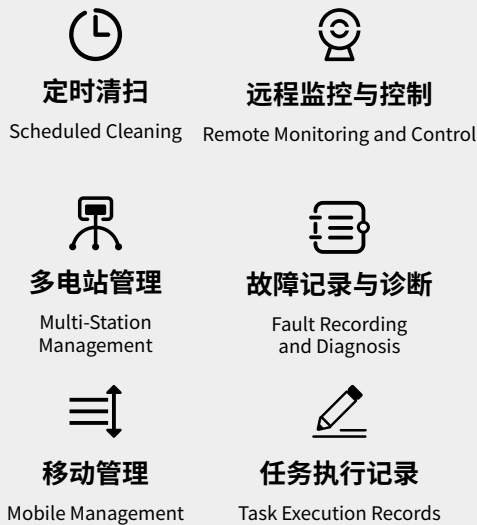 定时清扫
Scheduled Cleaning
远程监控与控制
Remote Monitoring and Control
多电站管理
Multi-Station
Management
故障记录与诊断
Fault Recording
and Diagnosis
移动管理
Mobile Management
任务执行记录
Task Execution Records